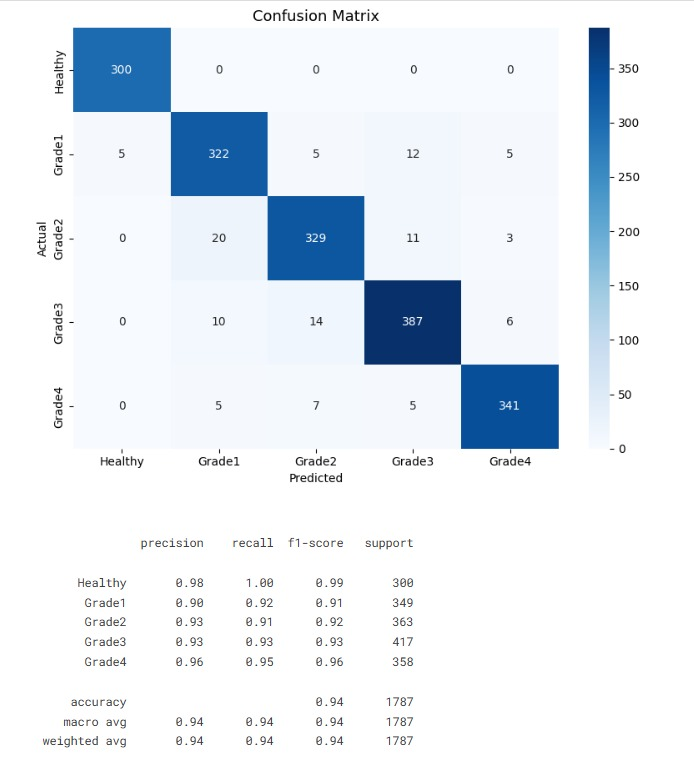 Confusion Matrix
Healthy 300 0 0 0 0
Grade1 5 322 5 12 5
Grade2 0 20 329 11 3
Grade3 0 10 14 387 6
Grade4 0 5 7 5 341
Actual
Healthy Grade1 Grade2 Grade3 Grade4
Predicted
350
300
250
200
150
100
50
0
precision recall f1-score support
Healthy 0.98 1.00 0.99 300
Grade1 0.90 0.92 0.91 349
Grade2 0.93 0.91 0.92 363
Grade3 0.93 0.93 0.93 417
Grade4 0.96 0.95 0.96 358
accuracy 0.94 1787
macro avg 0.94 0.94 0.94 1787
weighted avg 0.94 0.94 0.94 1787